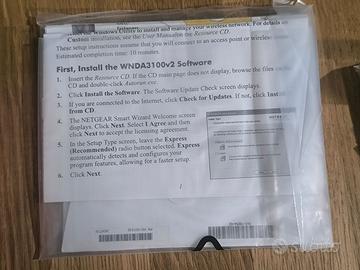 the Windows Utility to install and manage your wireless network. For details on
Custom installation, see the User Manual on the Resource CD.
These setup instructions assume that you will connect to an access point or wireless
Estimated completion time: 10 minutes.
First, Install the WNDA3100v2 Software
1. Insert the Resource CD. If the CD main page does not display, browse the files
CD and double-click Autorun.exe.
2. Click Install the Software. The Software Update Check screen displays.
3. If you are connected to the Internet, click Check for Updates. If not, click Inst
from CD.
4. The NETGEAR Smart Wizard Welcome screen
displays. Click Next. Select I Agree and then
click Next to accept the licensing agreement.
5. In the Setup Type screen, leave the Express
(Recommended) radio button selected. Express
automatically detects and configures your
program features, allowing for a faster setup.
6. Click Next.
1